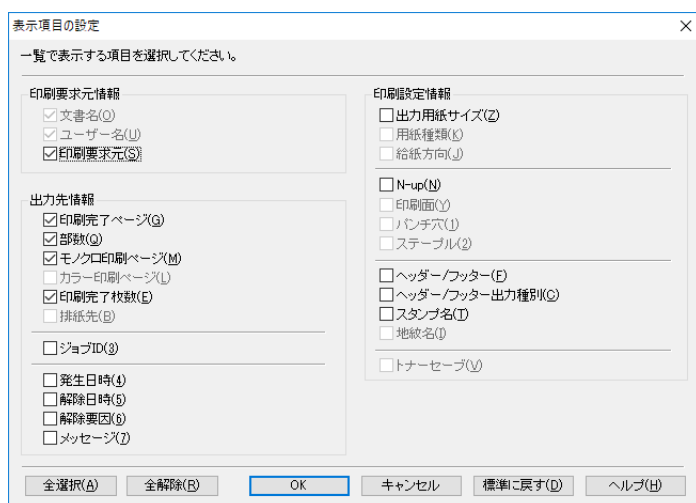 表示項目の設定
一覧で表示する項目を選択してください。
印刷要求元情報
文書名(O)
ユーザー名(U)
印刷要求元(S)
出力先情報
印刷完了ページ(G)
部数(Q)
モノクロ印刷ページ(M)
カラー印刷ページ(L)
印刷完了枚数(E)
排紙先(B)
ジョブID(3)
発生日時(4)
解除日時(5)
解除要因(6)
メッセージ(7)
印刷設定情報
出力用紙サイズ(Z)
用紙種類(K)
給紙方向(J)
N-up(N)
印刷面(Y)
パンチ穴(1)
ステープル(2)
ヘッダー/フッター(F)
ヘッダー/フッター出力種別(C)
スタンプ名(T)
地紋名(I)
トナーセーブ(V)
全選択(A)
全解除(R)
OK
キャンセル
標準に戻す(D)
ヘルプ(H)